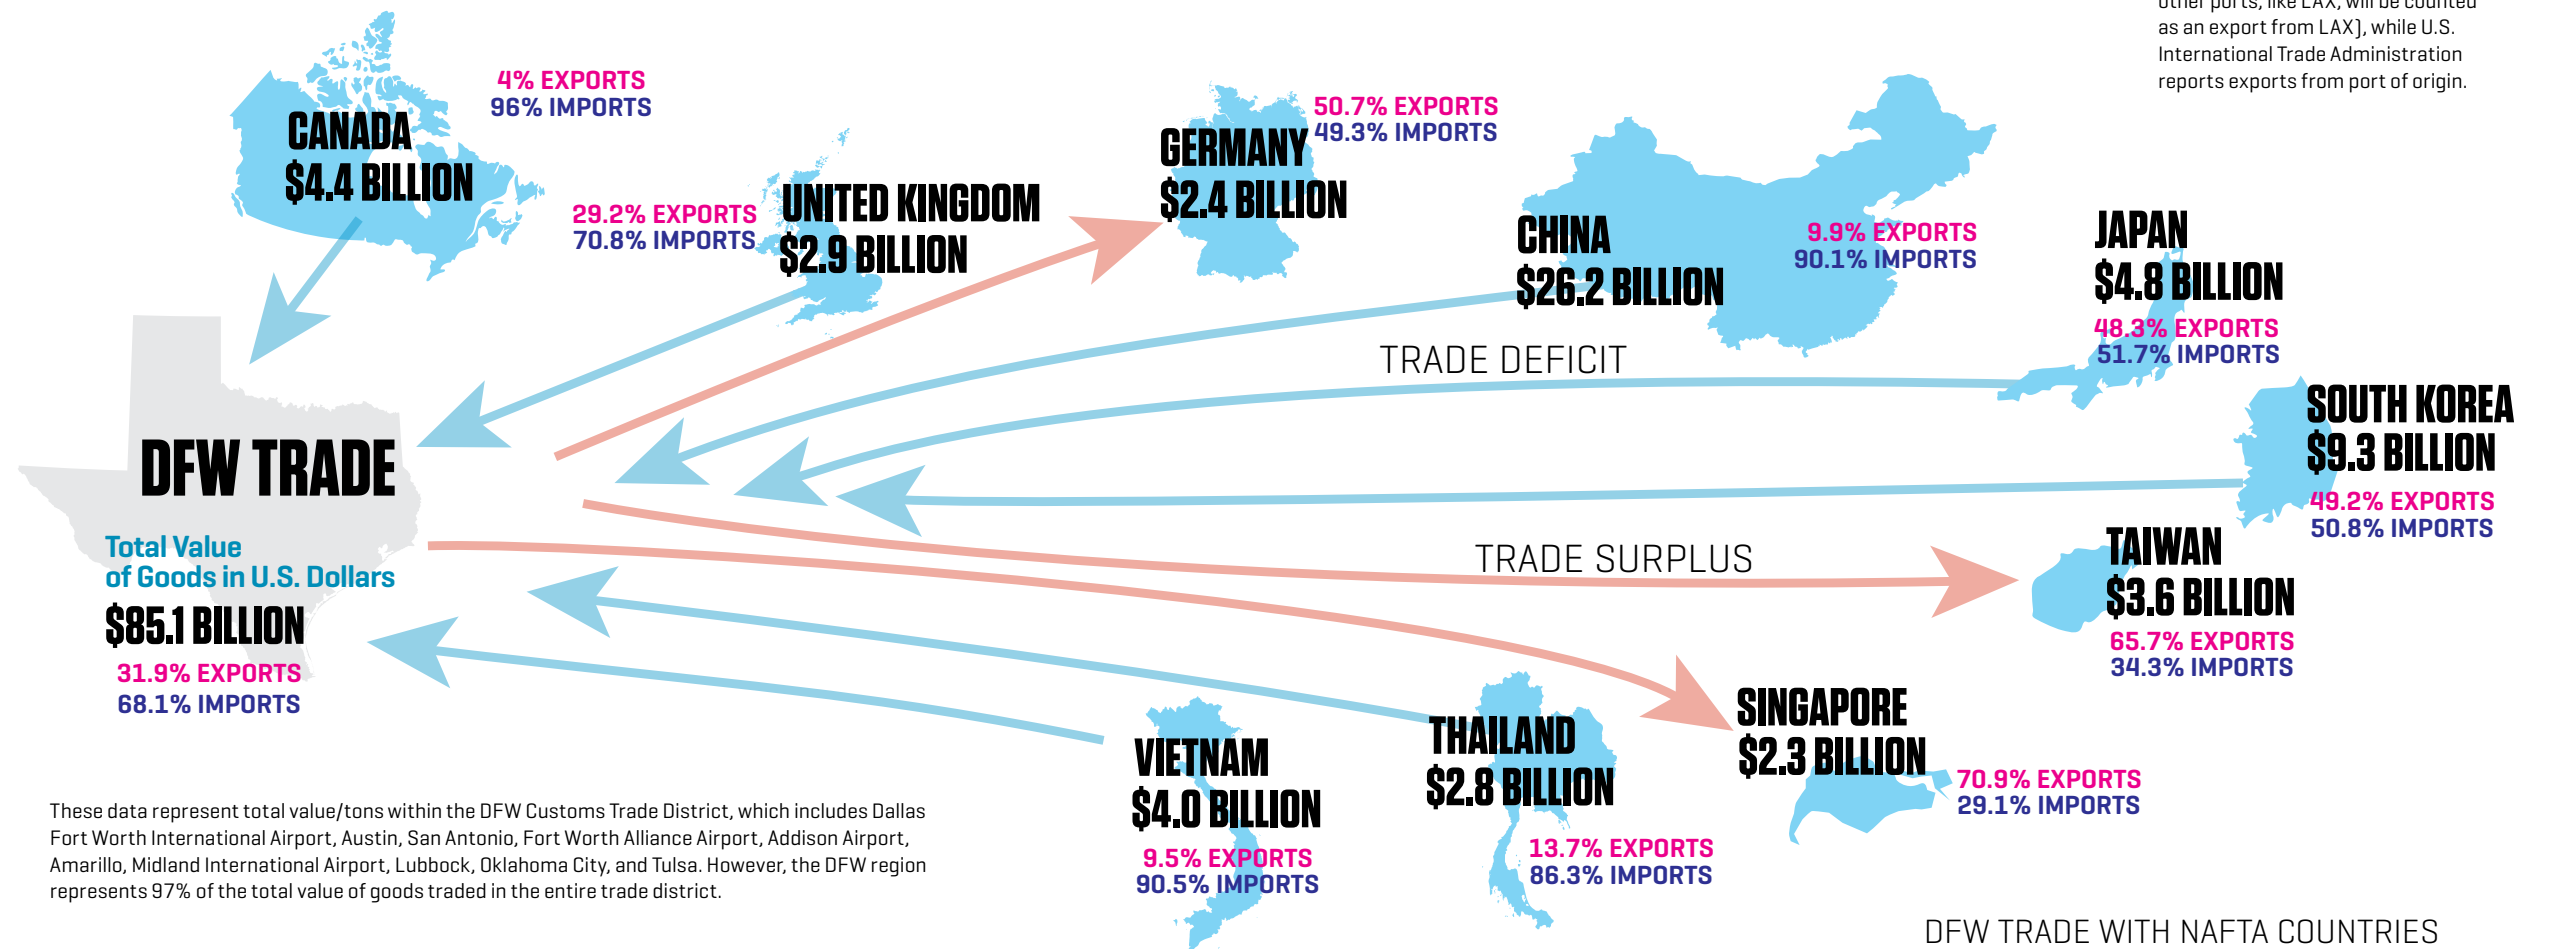 other ports, like LAX, will be counted
as an export from LAX), while U.S.
International Trade Administration
reports exports from port of origin.
CANADA
$4.4 BILLION
4% EXPORTS
96% IMPORTS
UNITED KINGDOM
$2.9 BILLION
29.2% EXPORTS
70.8% IMPORTS
GERMANY
$2.4 BILLION
50.7% EXPORTS
49.3% IMPORTS
CHINA
$26.2 BILLION
9.9% EXPORTS
90.1% IMPORTS
JAPAN
$4.8 BILLION
48.3% EXPORTS
51.7% IMPORTS
TRADE DEFICIT
SOUTH KOREA
$9.3 BILLION
49.2% EXPORTS
50.8% IMPORTS
DFW TRADE
Total Value
of Goods in U.S. Dollars
$85.1 BILLION
31.9% EXPORTS
68.1% IMPORTS
TRADE SURPLUS
TAIWAN
$3.6 BILLION
65.7% EXPORTS
34.3% IMPORTS
SINGAPORE
$2.3 BILLION
70.9% EXPORTS
29.1% IMPORTS
THAILAND
$2.8 BILLION
13.7% EXPORTS
86.3% IMPORTS
VIETNAM
$4.0 BILLION
9.5% EXPORTS
90.5% IMPORTS
These data represent total value/tons within the DFW Customs Trade District, which includes Dallas
Fort Worth International Airport, Austin, San Antonio, Fort Worth Alliance Airport, Addison Airport,
Amarillo, Midland International Airport, Lubbock, Oklahoma City, and Tulsa. However, the DFW region
represents 97% of the total value of goods traded in the entire trade district.
DFW TRADE WITH NAFTA COUNTRIES